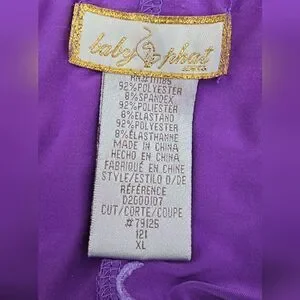 baby phat
92%POLYESTER
8%SPANDEX
92%POLIESTER
8%ELASTANO
92%POLYESTER
8%ELASTHANNE
MADE IN CHINA
HECHO EN CHINA
FABRIQUÉ EN CHINE
STYLE/ESTILO D/DE
RÉFÉRENCE
D2G00107
CUT/CORTE/COUPE
#79125
121
XL